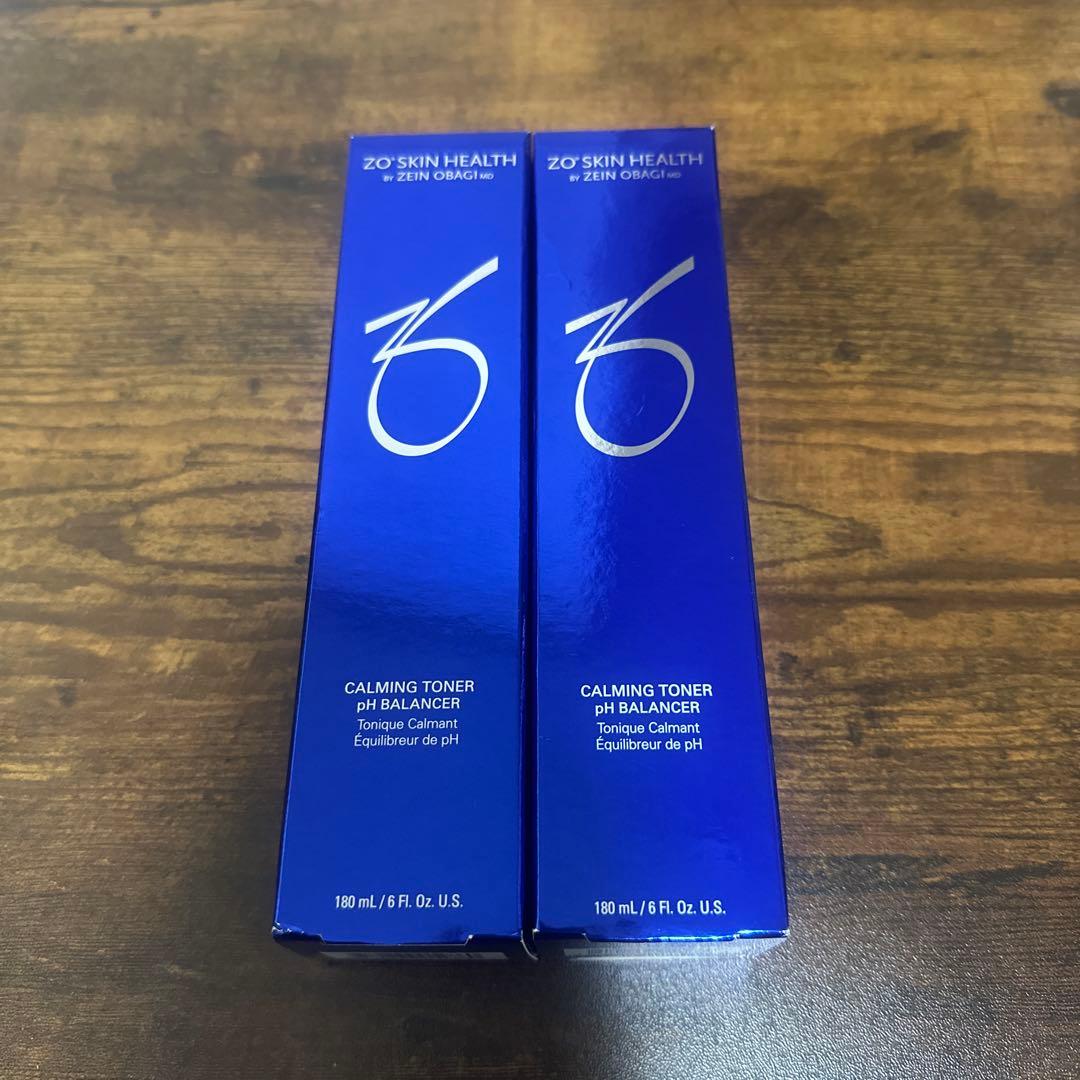 ZO® SKIN HEALTH
BY ZEIN OBAGI MD
CALMING TONER
pH BALANCER
Tonique Calmant
Équilibreur de pH
180 mL / 6 Fl. Oz. U.S.
ZO® SKIN HEALTH
BY ZEIN OBAGI MD
CALMING TONER
pH BALANCER
Tonique Calmant
Équilibreur de pH
180 mL / 6 Fl. Oz. U.S.